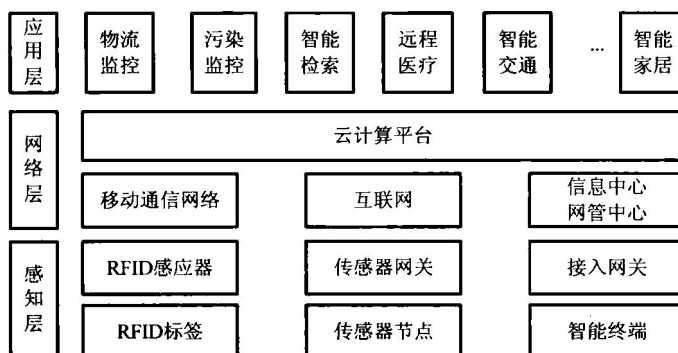 应用层
物流监控
污染监控
智能检索
远程医疗
智能交通
...
智能家居
网络层
云计算平台
移动通信网络
互联网
信息中心
网管中心
感知层
RFID感应器
传感器网关
接入网关
RFID标签
传感器节点
智能终端